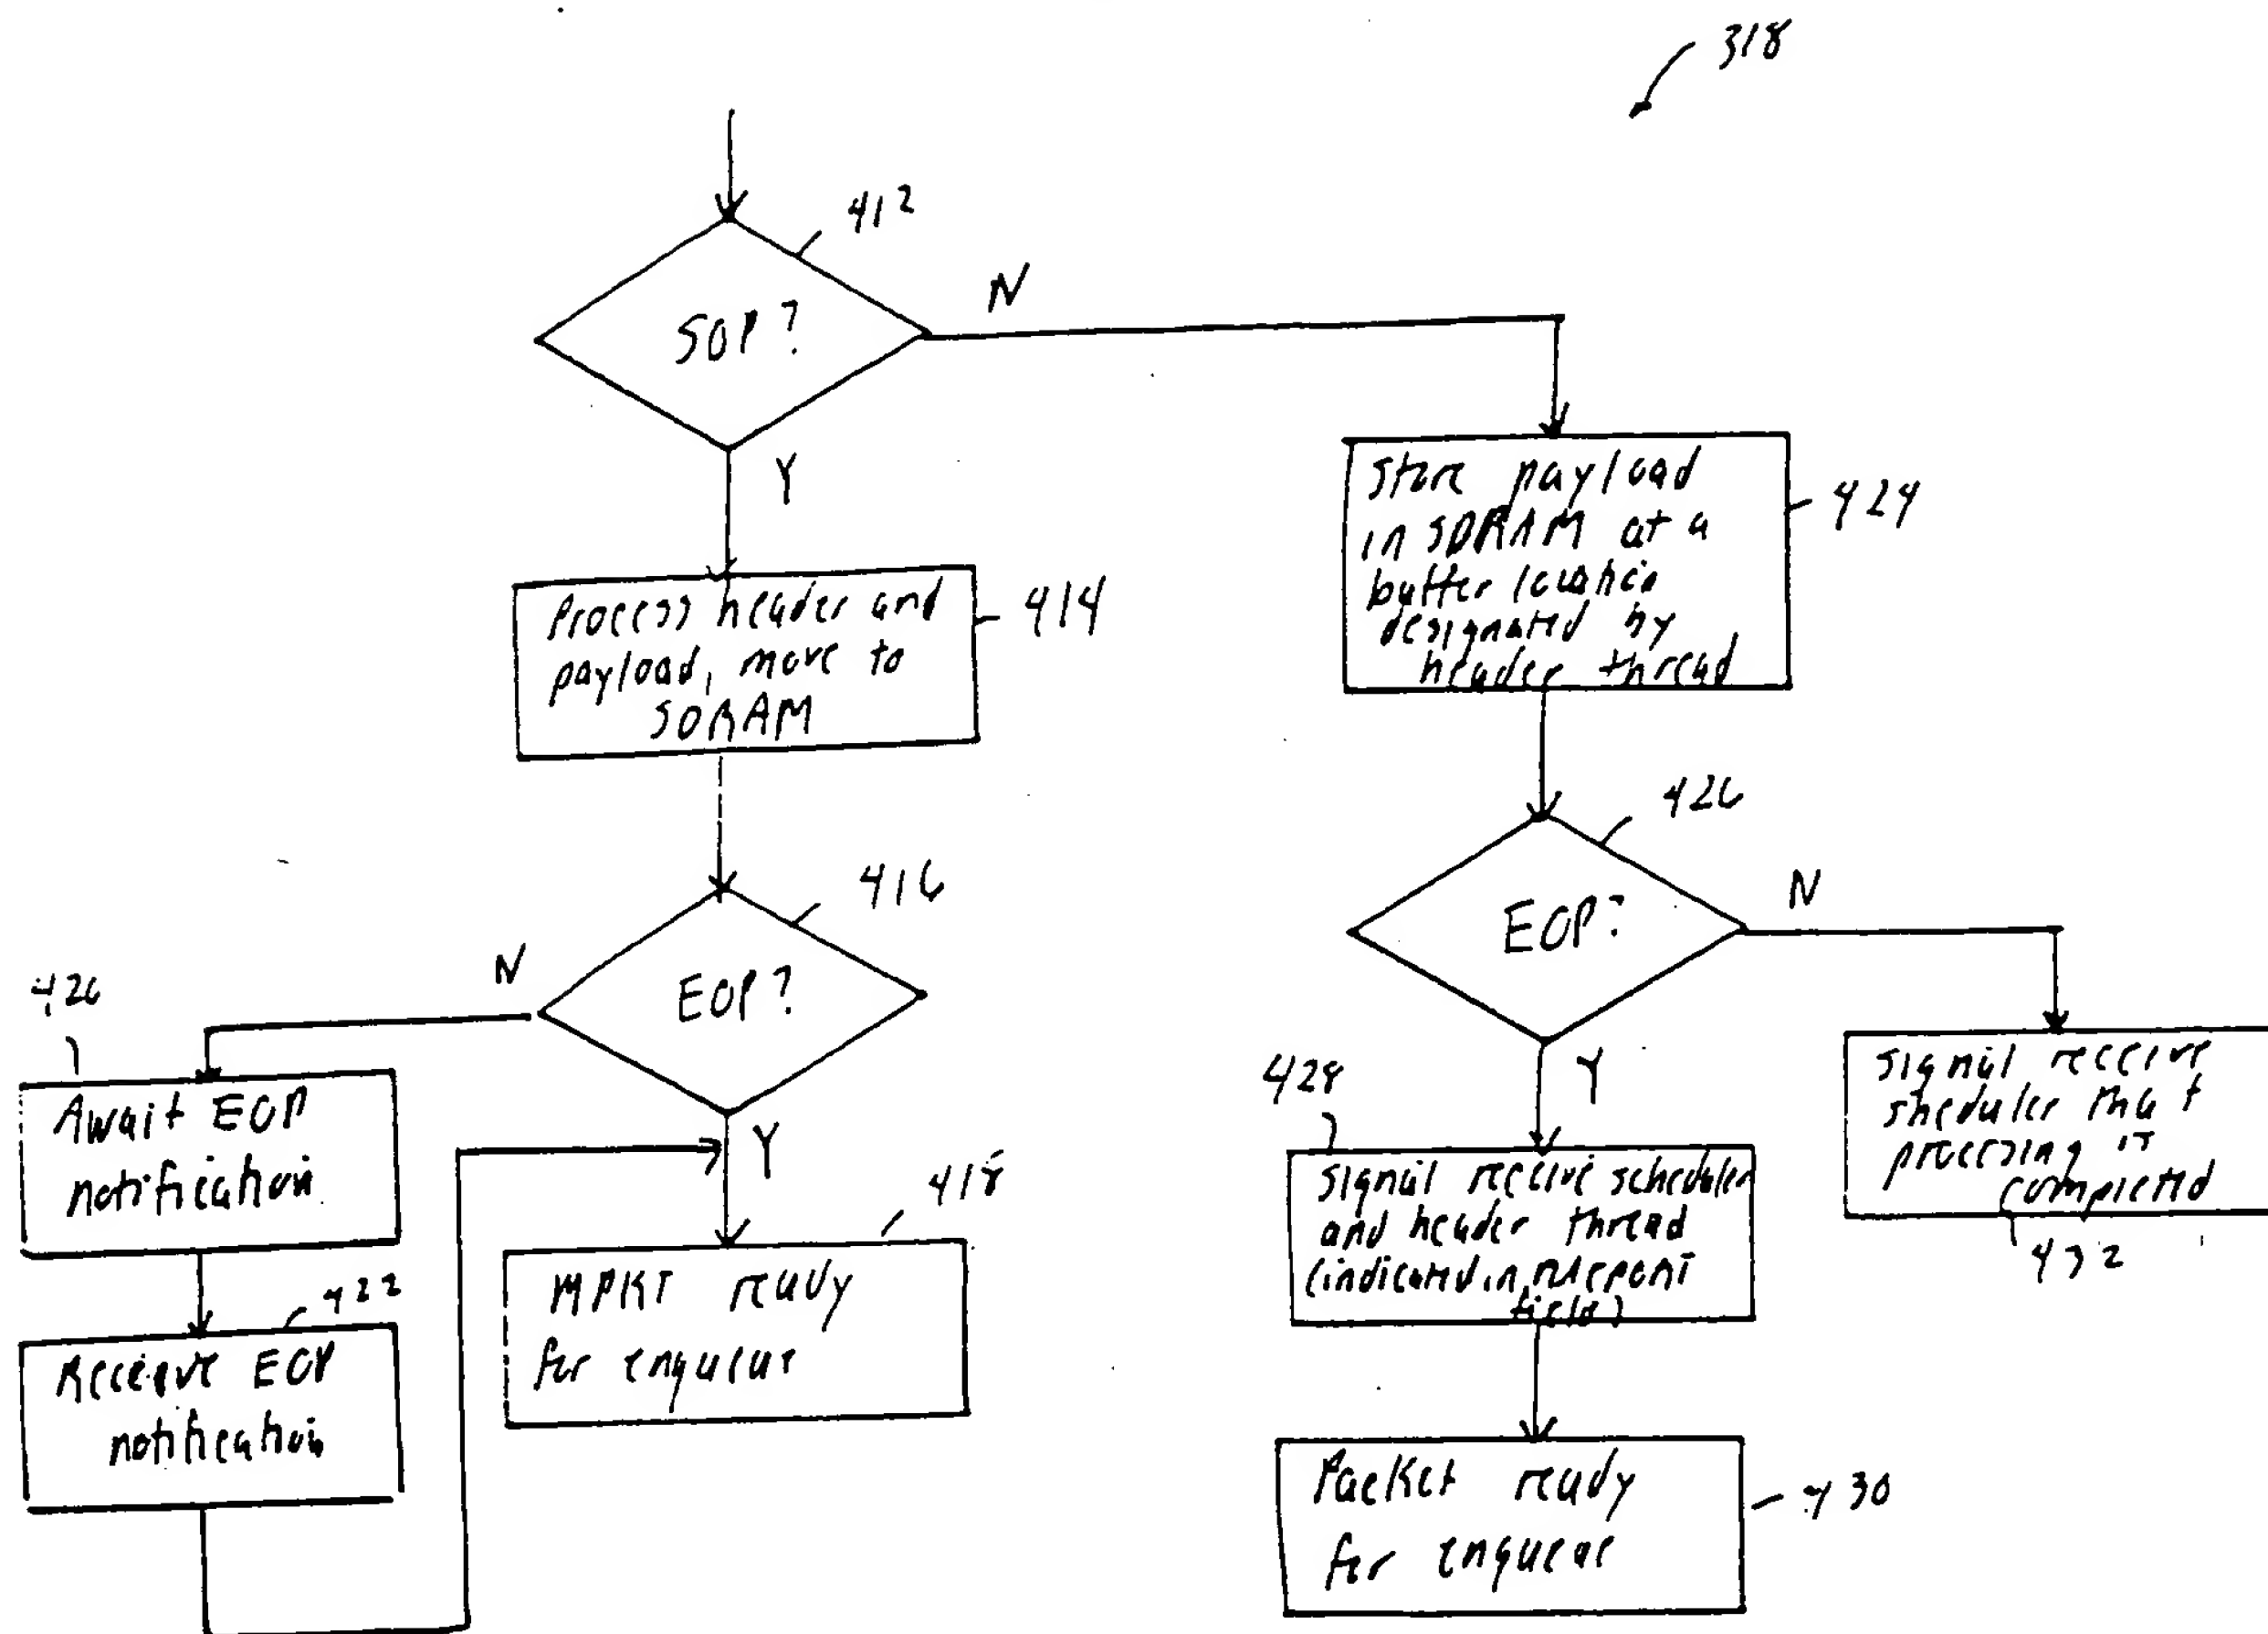 318
412
SOP?
N
Y
Process header and
payload, move to
SDRAM
414
416
EOP?
N
Y
420
Await EOP
notification
422
Receive EOP
notification
418
MPKT ready
for enqueue
Store payload
in SDRAM at a
buffer location
designated by
header thread
424
426
EOP?
N
Y
428
signal receive scheduler
and header thread
(indicated in
field)
signal receive
sheduler that
processing is
completed
432
Packet ready
for enqueue
430